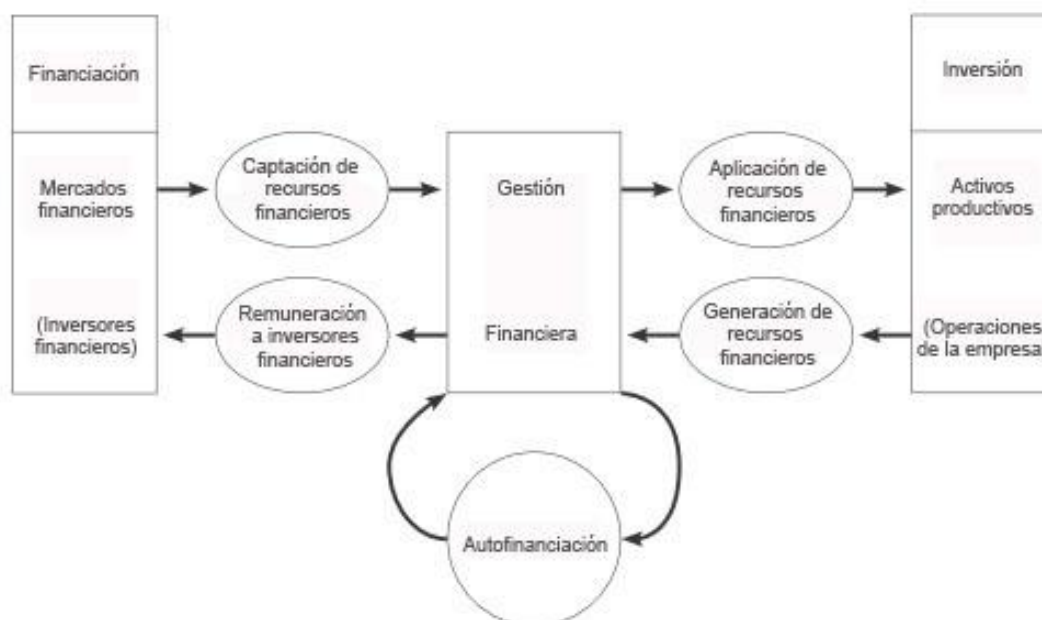 Financiación
Inversión
Mercados
financieros
Captación de
recursos
financieros
Gestión
Aplicación de
recursos
financieros
Activos
productivos
(Inversores
financieros)
Remuneración
a inversores
financieros
Financiera
Generación de
recursos
financieros
(Operaciones
de la empresa
Autofinanciación